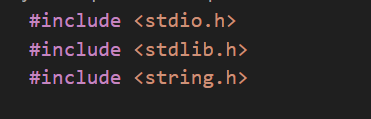 #include <stdio.h>
#include <stdlib.h>
#include <string.h>